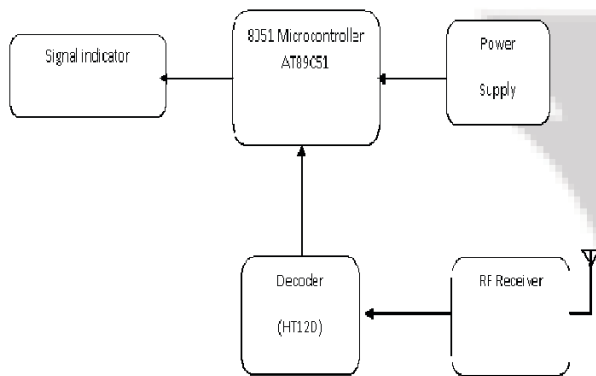 Signal indicator
8051 Microcontroller
AT89C51
Power
Supply
Decoder
(HT12D)
RF Receiver